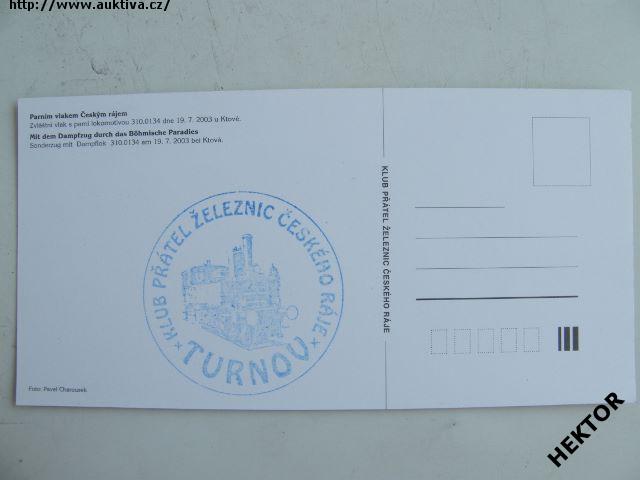 http://www.auktiva.cz/
Parním vlakem Českým rájem
Zvláštní vlak s parní lokomotivou 310.0134 dne 19. 7. 2003 u Ktové.
Mit dem Dampfzug durch das Böhmische Paradies
Sonderzug mit Dampflok 310.0134 am 19. 7. 2003 bei Ktová.
KLUB PŘÁTEL ŽELEZNIC ČESKÉHO RÁJE
TURNOV
Foto: Pavel Charousek
KLUB PŘÁTEL ŽELEZNIC ČESKÉHO RÁJE
HEKTOR